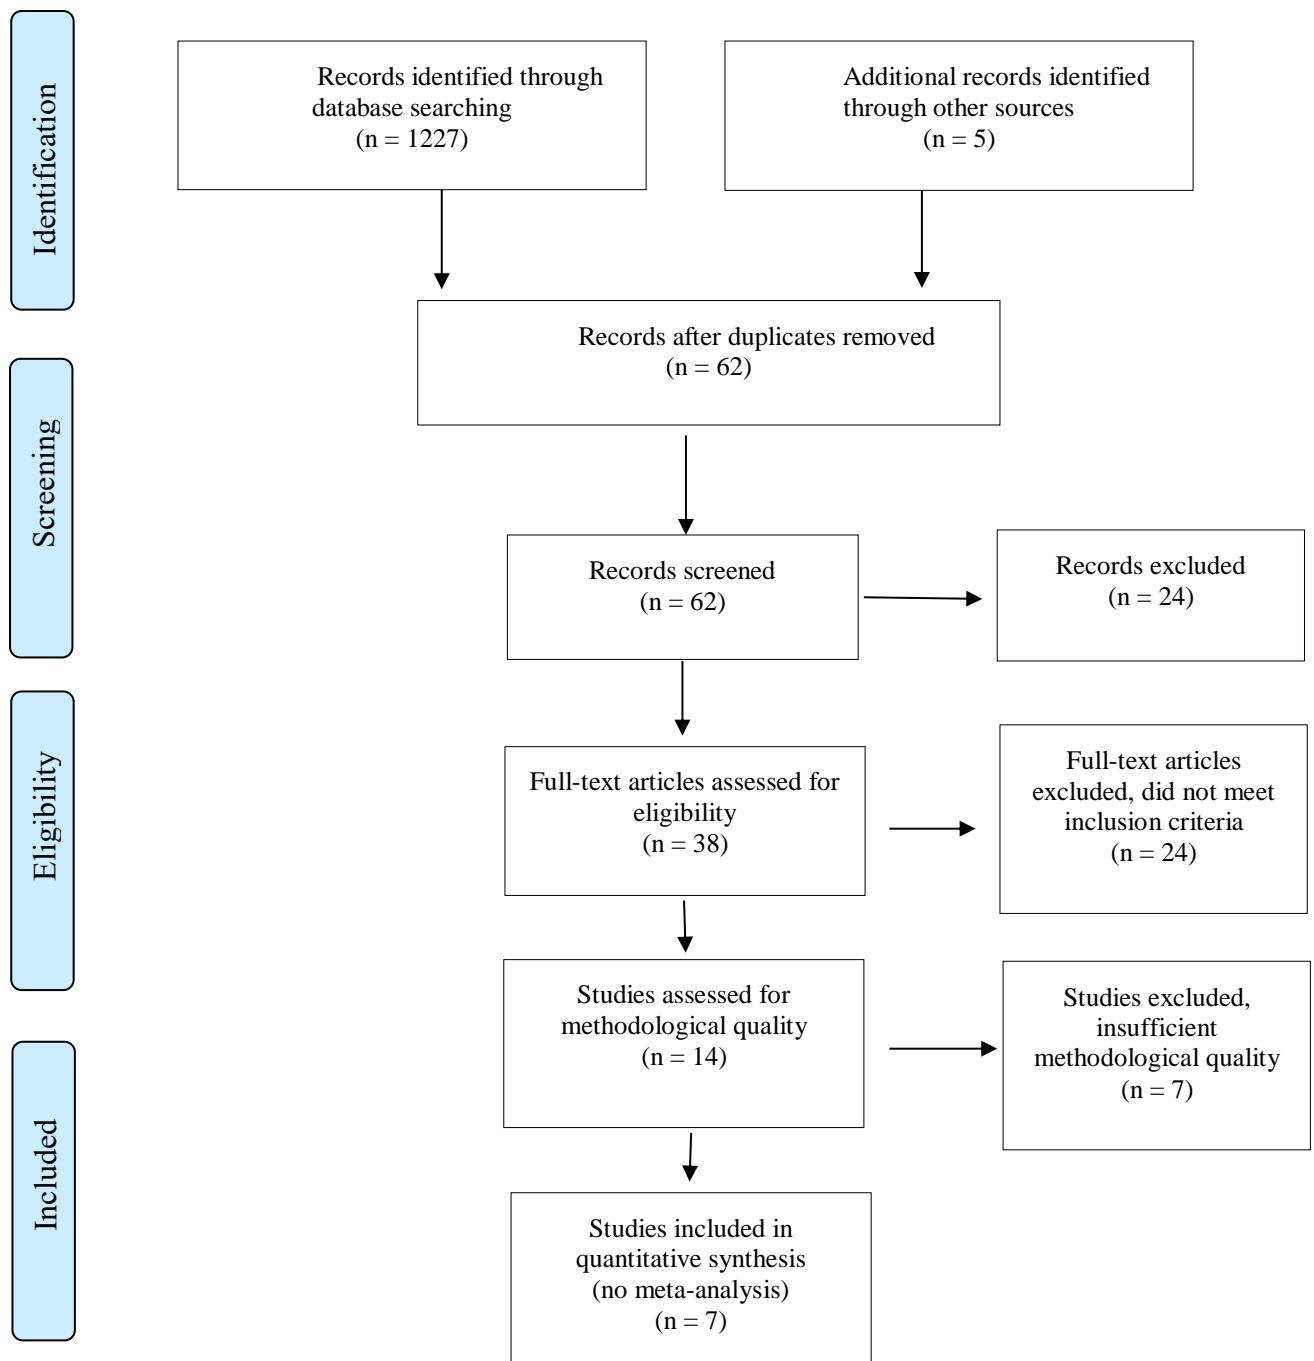 Identification
Records identified through
database searching
(n = 1227)
Additional records identified
through other sources
(n = 5)
Records after duplicates removed
(n = 62)
Screening
Records screened
(n = 62)
Records excluded
(n = 24)
Eligibility
Full-text articles assessed for
eligibility
(n = 38)
Full-text articles
excluded, did not meet
inclusion criteria
(n = 24)
Studies assessed for
methodological quality
(n = 14)
Studies excluded,
insufficient
methodological quality
(n = 7)
Included
Studies included in
quantitative synthesis
(no meta-analysis)
(n = 7)